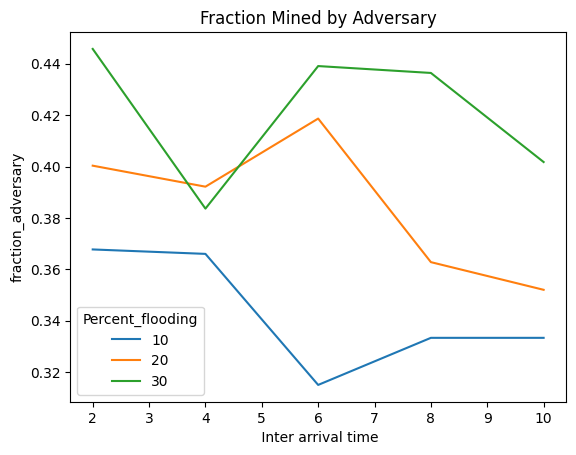 Fraction Mined by Adversary
fraction_adversary
0.44
0.42
0.40
0.38
0.36
0.34
0.32
Percent_flooding
10
20
30
2 3 4 5 6 7 8 9 10
Inter arrival time